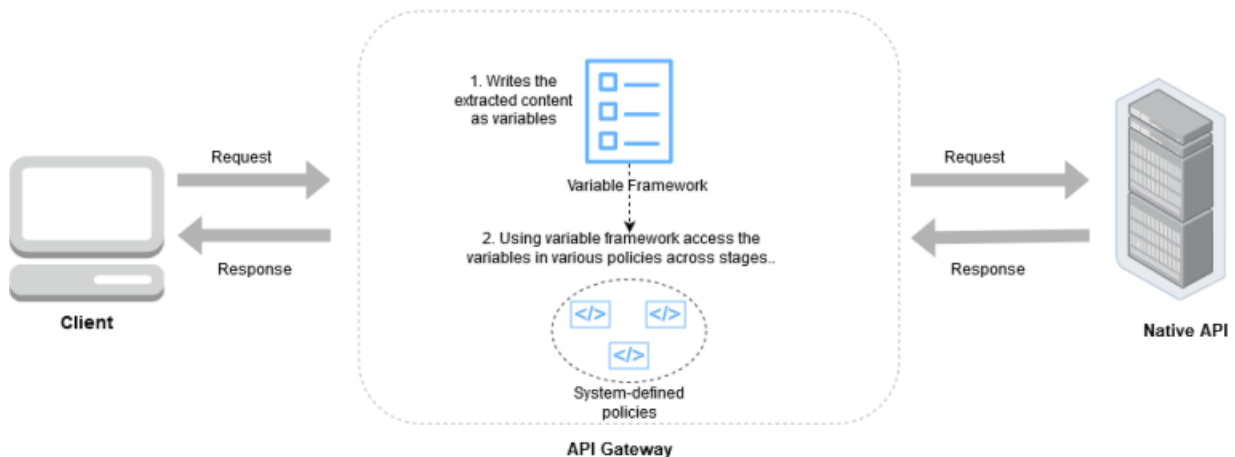 1. Writes the
extracted content
as variables
Request
Request
Variable Framework
2. Using variable framework access the
variables in various policies across stages..
Response
Response
</>
</>
</>
Client
Native API
System-defined
policies
API Gateway